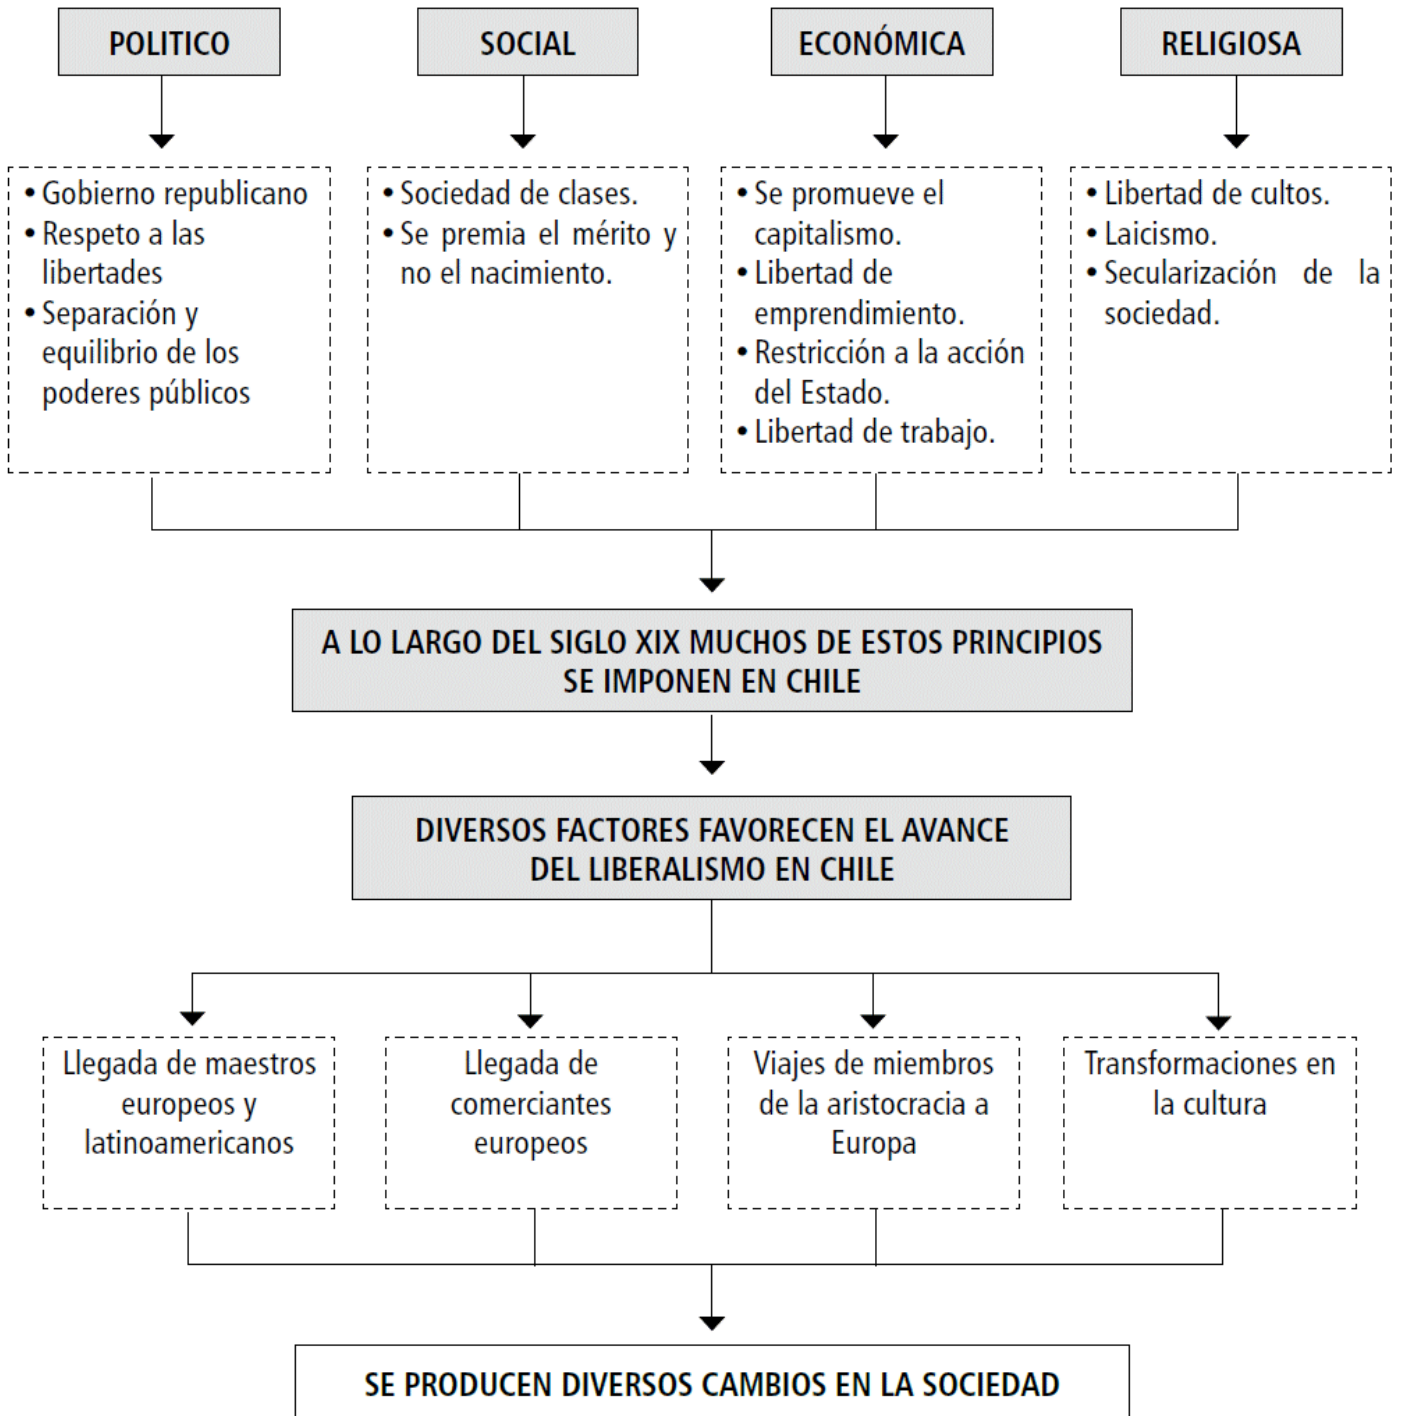 POLITICO
SOCIAL
ECONÓMICA
RELIGIOSA
• Gobierno republicano
• Respeto a las
libertades
• Separación y
equilibrio de los
poderes públicos
• Sociedad de clases.
• Se premia el mérito y
no el nacimiento.
• Se promueve el
capitalismo.
• Libertad de
emprendimiento.
• Restricción a la acción
del Estado.
• Libertad de trabajo.
• Libertad de cultos.
• Laicismo.
• Secularización de la
sociedad.
A LO LARGO DEL SIGLO XIX MUCHOS DE ESTOS PRINCIPIOS
SE IMPONEN EN CHILE
DIVERSOS FACTORES FAVORECEN EL AVANCE
DEL LIBERALISMO EN CHILE
Llegada de maestros
europeos y
latinoamericanos
Llegada de
comerciantes
europeos
Viajes de miembros
de la aristocracia a
Europa
Transformaciones en
la cultura
SE PRODUCEN DIVERSOS CAMBIOS EN LA SOCIEDAD